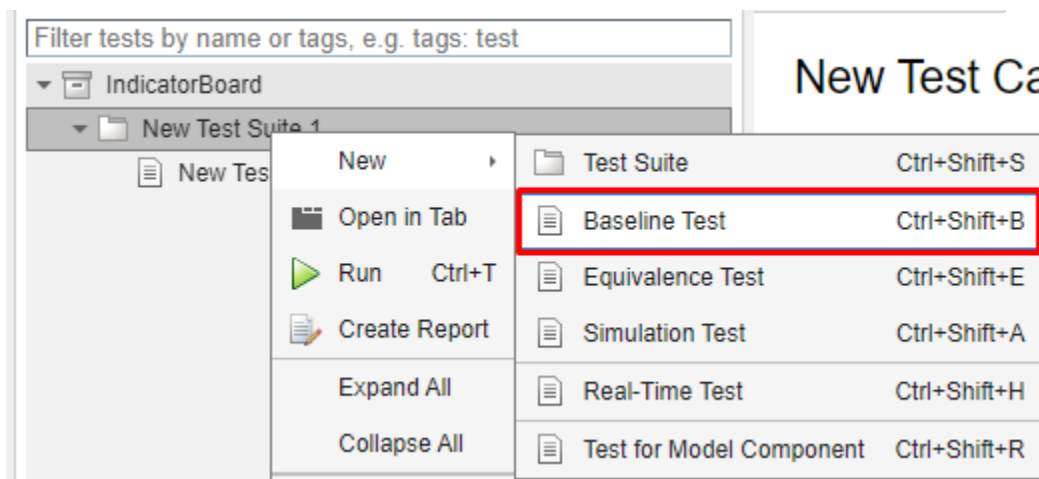 Filter tests by name or tags, e.g. tags: test
IndicatorBoard
New Test Suite 1
New Tes
New Test Ca
New
Open in Tab
Run Ctrl+T
Create Report
Expand All
Collapse All
Test Suite Ctrl+Shift+S
Baseline Test Ctrl+Shift+B
Equivalence Test Ctrl+Shift+E
Simulation Test Ctrl+Shift+A
Real-Time Test Ctrl+Shift+H
Test for Model Component Ctrl+Shift+R